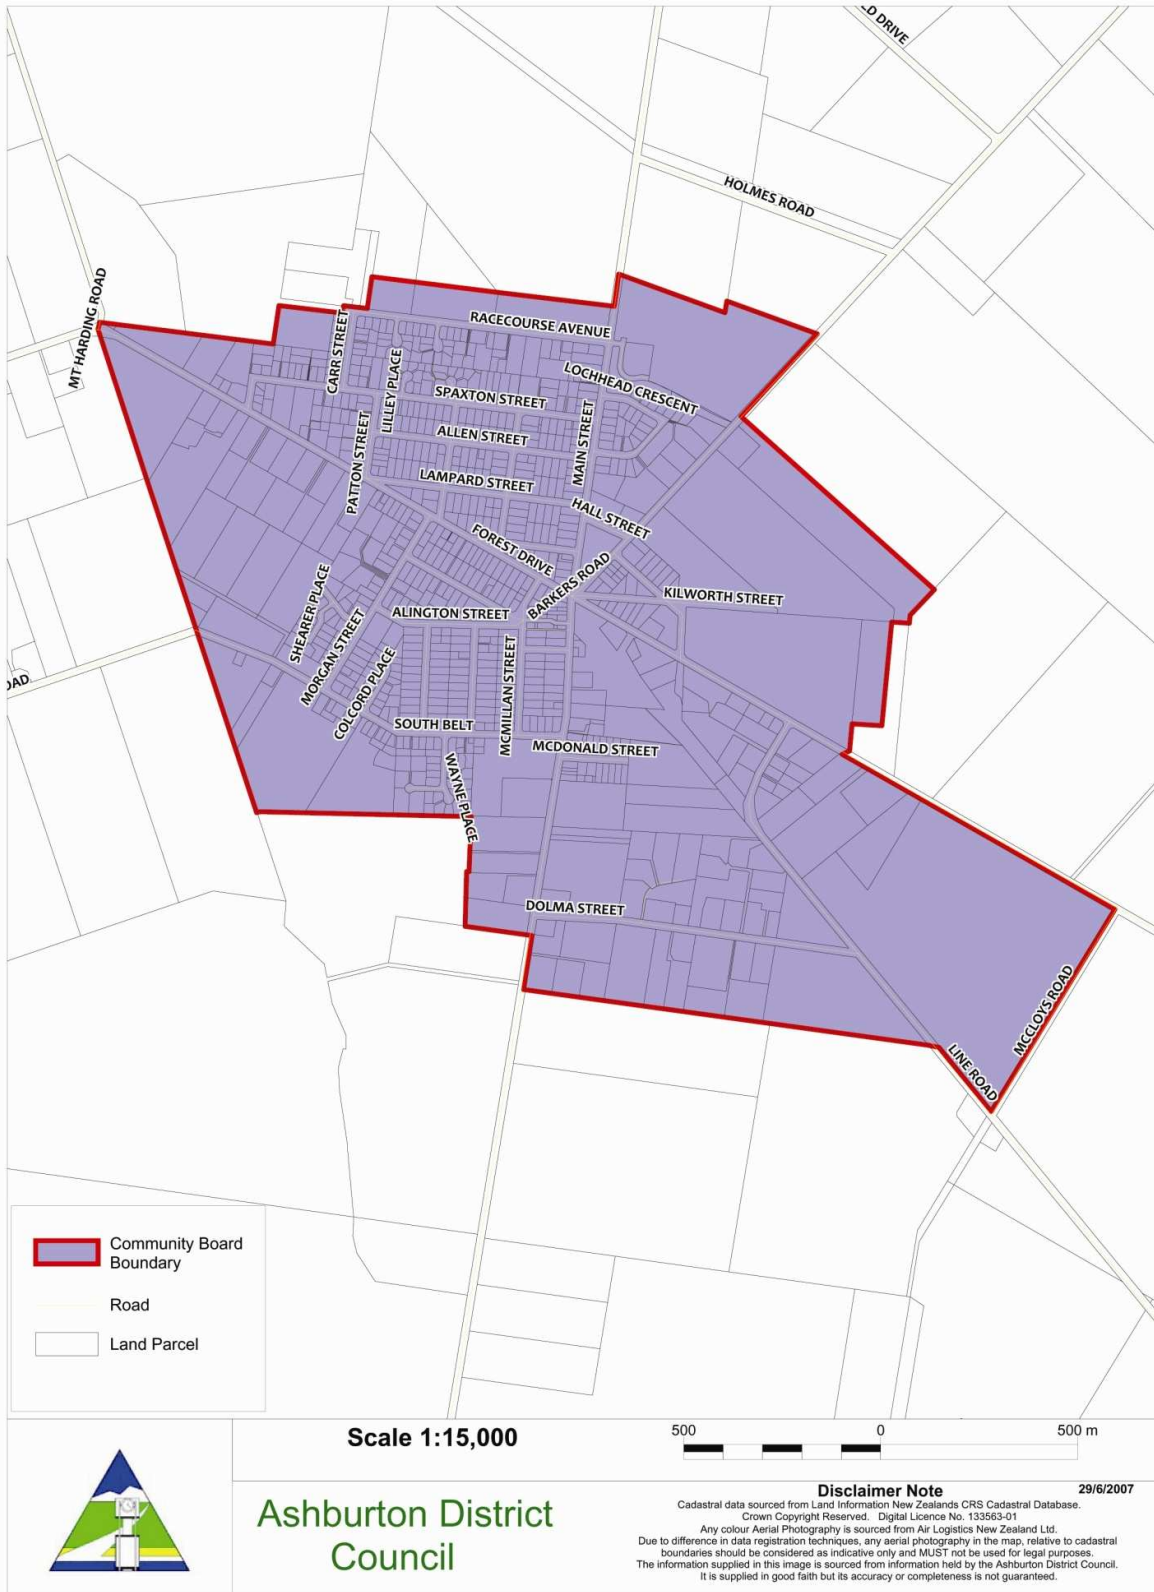 LD DRIVE
HOLMES ROAD
MT HARDING ROAD
RACECOURSE AVENUE
CARR STREET
LILLEY PLACE
LOCHHEAD CRESCENT
SPAXTON STREET
MAIN STREET
PATTON STREET
ALLEN STREET
LAMPARD STREET
HALL STREET
FOREST DRIVE
BARKERS ROAD
KILWORTH STREET
SHEARER PLACE
ALINGTON STREET
MORGAN STREET
COLCORD PLACE
MCMILLAN STREET
OAD
SOUTH BELT
MCDONALD STREET
WAYNE PLACE
DOLMA STREET
MCCLOYS ROAD
LINE ROAD
Community Board
Boundary
Road
Land Parcel
Scale 1:15,000
500 0 500 m
Ashburton District
Council
Disclaimer Note 29/6/2007
Cadastral data sourced from Land Information New Zealands CRS Cadastral Database.
Crown Copyright Reserved. Digital Licence No. 133563-01
Any colour Aerial Photography is sourced from Air Logistics New Zealand Ltd.
Due to difference in data registration techniques, any aerial photography in the map, relative to cadastral
boundaries should be considered as indicative only and MUST not be used for legal purposes.
The information supplied in this image is sourced from information held by the Ashburton District Council.
It is supplied in good faith but its accuracy or completeness is not guaranteed.